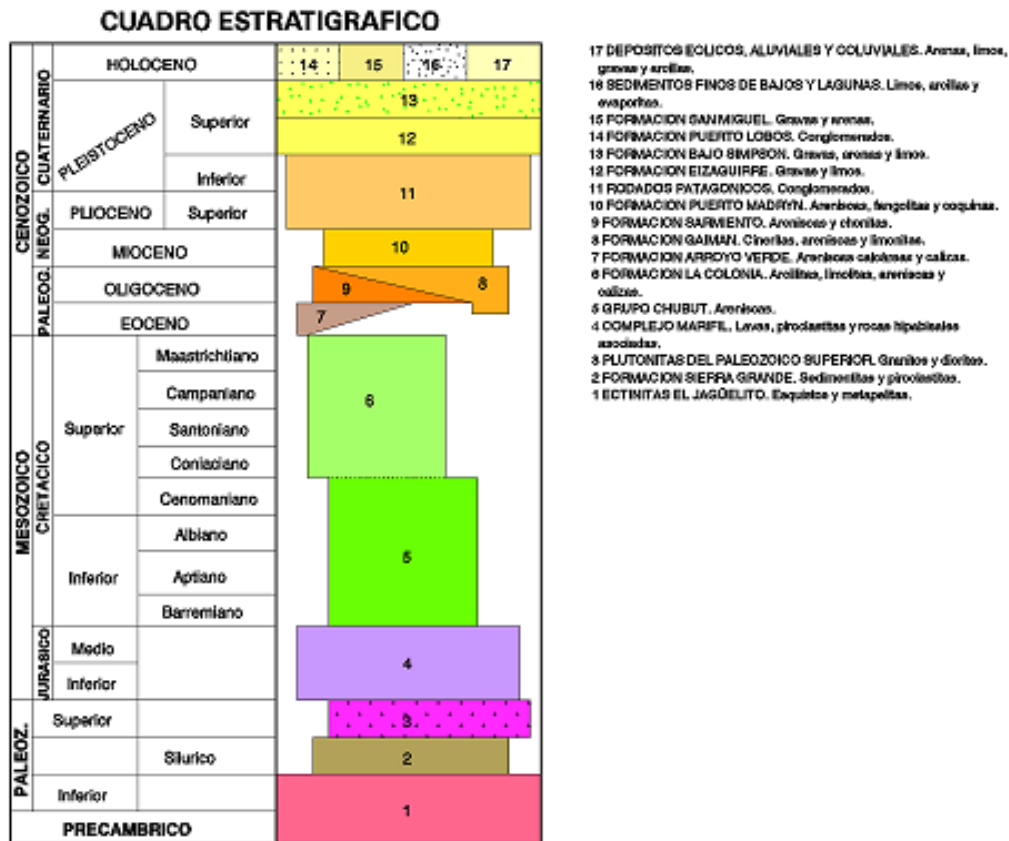 CUADRO ESTRATIGRAFICO
CENOZOICO
CUATERNARIO
HOLOCENO
14 15 16 17
PLEISTOCENO
Superior
13
12
Inferior
11
NEOG.
PLIOCENO
Superior
MIOCENO
10
PALEOG.
OLIGOCENO
9
8
EOCENO
7
MESOZOICO
CRETACICO
Superior
Maastrichtiano
Campaniano
6
Santoniano
Coniaciano
Cenomaniano
Inferior
Albiano
5
Aptiano
Barremiano
JURASICO
Medio
4
Inferior
PALEOZ.
Superior
3
Silurico
2
Inferior
1
PRECAMBRICO
17 DEPOSITOS EOLICOS, ALUVIALES Y COLUVIALES. Arenas, limos,
gravas y arcillas.
16 SEDIMENTOS FINOS DE BAJOS Y LAGUNAS. Limos, arcillas y
evaporitas.
15 FORMACION SAN MIGUEL. Gravas y arenas.
14 FORMACION PUERTO LOBOS. Conglomerados.
13 FORMACION BAJO SIMPSON. Gravas, arenas y limos.
12 FORMACION EIZAGUIRRE. Gravas y limos.
11 RODADOS PATAGONICOS. Conglomerados.
10 FORMACION PUERTO MADRYN. Areniscas, fangolitas y coquinas.
9 FORMACION SARMIENTO. Areniscas y chonitas.
8 FORMACION GAIMAN. Cineritas, areniscas y limonitas.
7 FORMACION ARROYO VERDE. Areniscas calcáreas y calizas.
6 FORMACION LA COLONIA. Arcilitas, limolitas, areniscas y
calizas.
5 GRUPO CHUBUT. Areniscas.
4 COMPLEJO MARIFIL. Lavas, piroclastitas y rocas hipabisales
asociadas.
3 PLUTONITAS DEL PALEOZOICO SUPERIOR. Granitos y dioritas.
2 FORMACION SIERRA GRANDE. Sedimentitas y piroclastitas.
1 ECTINITAS EL JAGÜELITO. Esquistos y metapelitas.